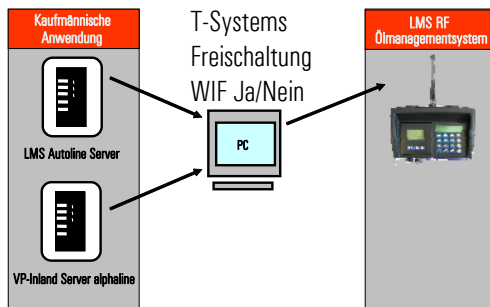 Kaufmännische
Anwendung
LMS Autoline Server
VP-Inland Server alphaline
T-Systems
Freischaltung
WIF Ja/Nein
PC
LMS RF
Ölmanagementsystem